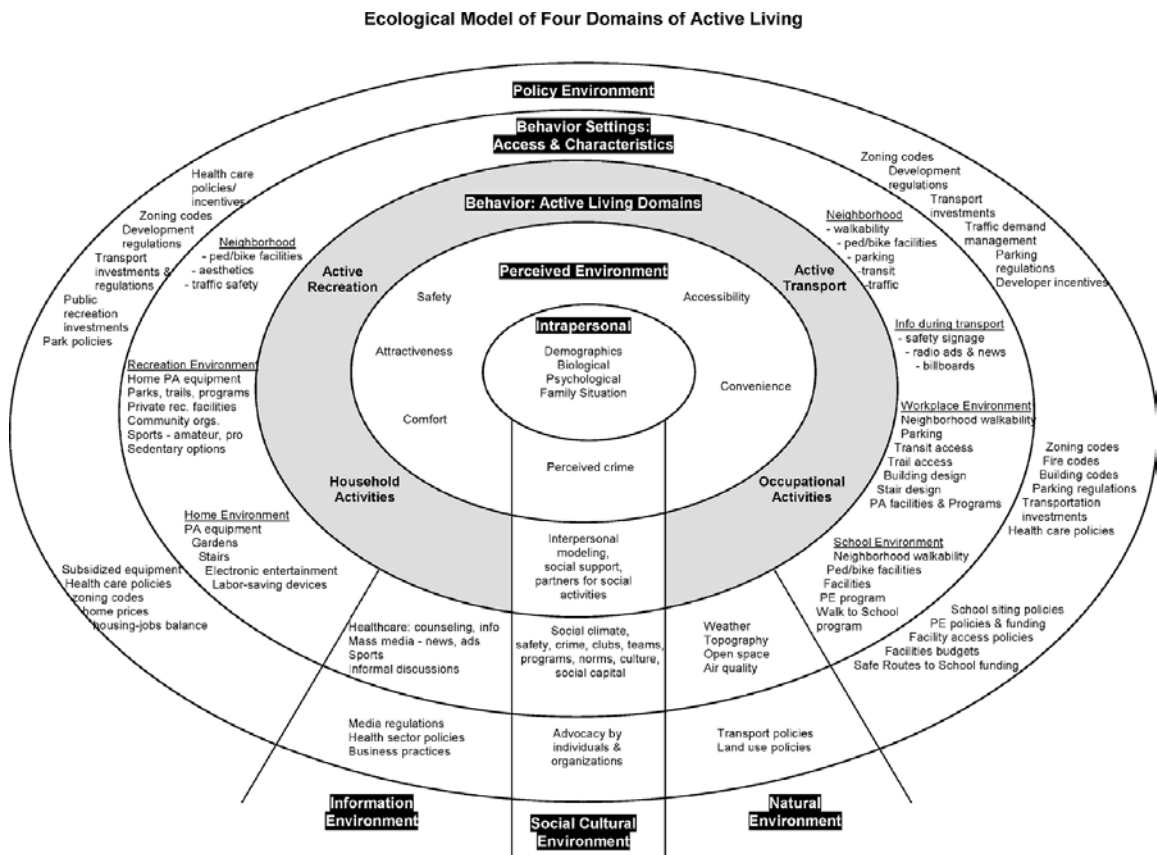 Ecological Model of Four Domains of Active Living
Policy Environment
Behavior Settings:
Access & Characteristics
Behavior: Active Living Domains
Perceived Environment
Intrapersonal
Demographics
Biological
Psychological
Family Situation
Safety
Attractiveness
Comfort
Accessibility
Convenience
Perceived crime
Active
Recreation
Active
Transport
Household
Activities
Occupational
Activities
Interpersonal
modeling,
social support,
partners for social
activities
Health care
policies/
incentives
Zoning codes
Development
regulations
Transport
investments &
regulations
Public
recreation
investments
Park policies
Neighborhood
- ped/bike facilities
- aesthetics
- traffic safety
Recreation Environment
Home PA equipment
Parks, trails, programs
Private rec. facilities
Community orgs.
Sports - amateur, pro
Sedentary options
Home Environment
PA equipment
Gardens
Stairs
Electronic entertainment
Labor-saving devices
Subsidized equipment
Health care policies
zoning codes
home prices
housing-jobs balance
Zoning codes
Development
regulations
Transport
investments
Traffic demand
management
Parking
regulations
Developer incentives
Neighborhood
- walkability
- ped/bike facilities
- parking
-transit
-traffic
Info during transport
- safety signage
- radio ads & news
- billboards
Workplace Environment
Neighborhood walkability
Parking
Transit access
Trail access
Building design
Stair design
PA facilities & Programs
Zoning codes
Fire codes
Building codes
Parking regulations
Transportation
investments
Health care policies
School Environment
Neighborhood walkability
Ped/bike facilities
Facilities
PE program
Walk to School
program
School siting policies
PE policies & funding
Facility access policies
Facilities budgets
Safe Routes to School funding
Healthcare: counseling, info
Mass media - news, ads
Sports
Informal discussions
Social climate,
safety, crime, clubs, teams,
programs, norms, culture,
social capital
Weather
Topography
Open space
Air quality
Media regulations
Health sector policies
Business practices
Advocacy by
individuals &
organizations
Transport policies
Land use policies
Information
Environment
Social Cultural
Environment
Natural
Environment